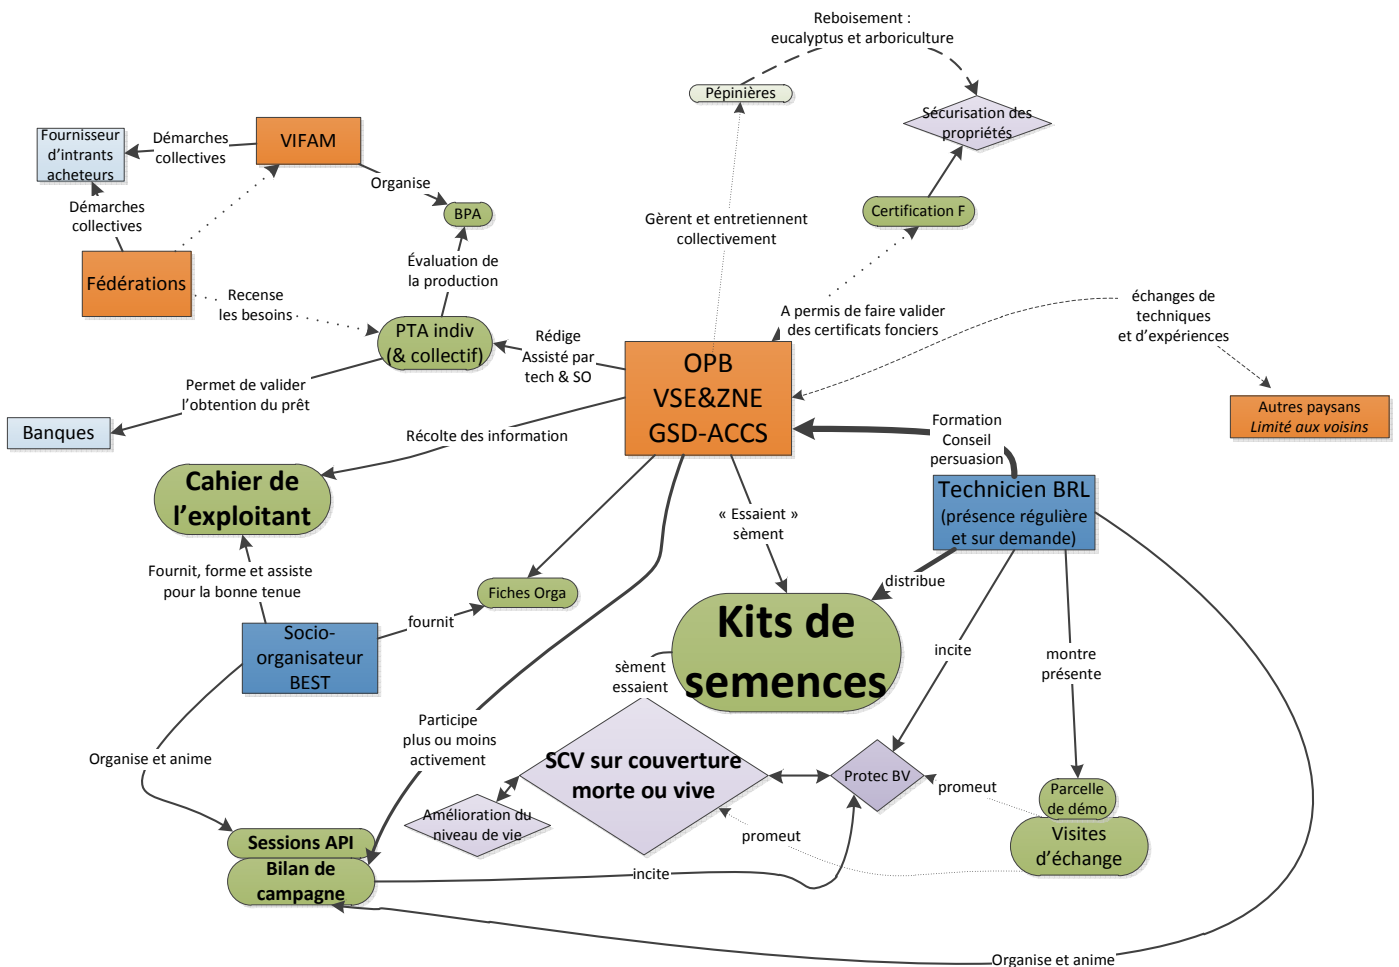 Reboisement :
eucalyptus et arboriculture
Pépinières
Sécurisation des
propriétés
Fournisseur
d'intrants
acheteurs
Démarches
collectives
VIFAM
Organise
BPA
Démarches
collectives
Certification F
Gèrent et entretiennent
collectivement
Fédérations
Évaluation de
la production
Recense
les besoins
PTA indiv
(& collectif)
Rédige
Assisté par
tech & SO
A permis de faire valider
des certificats fonciers
échanges de
techniques
et d'expériences
OPB
VSE&ZNE
GSD-ACCS
Permet de valider
l'obtention du prêt
Banques
Autres paysans
Limité aux voisins
Récolte des information
Formation
Conseil
persuasion
Cahier de
l'exploitant
Technicien BRL
(présence régulière
et sur demande)
« Essaient »
sèment
Fournit, forme et assiste
pour la bonne tenue
Fiches Orga
distribue
fournit
Socio-
organisateur
BEST
Kits de
semences
sèment
essaient
incite
montre
présente
Participe
plus ou moins
activement
Organise et anime
SCV sur couverture
morte ou vive
Protec BV
promeut
Parcelle
de démo
Visites
d'échange
Amélioration du
niveau de vie
promeut
Sessions API
Bilan de
campagne
incite
Organise et anime